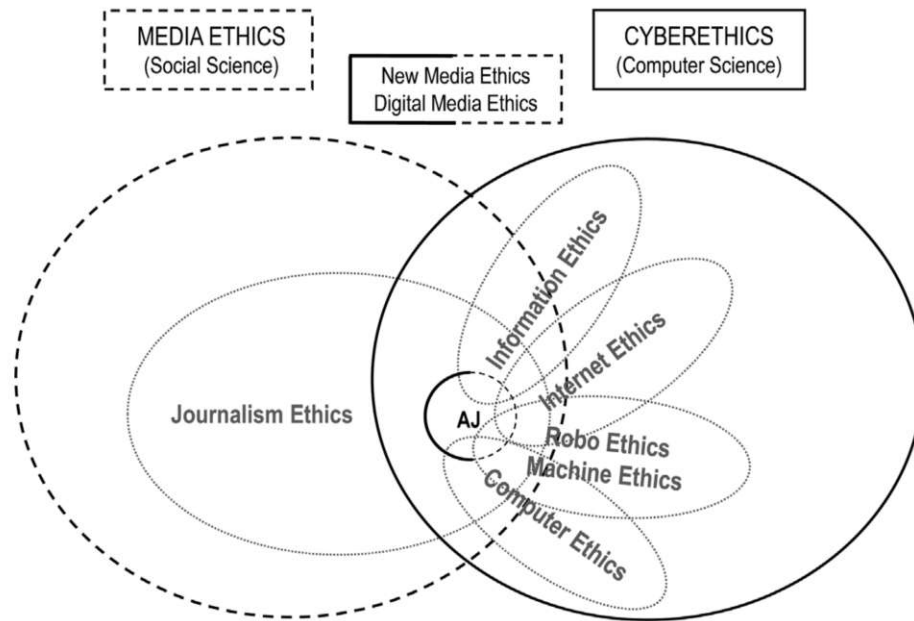 MEDIA ETHICS
(Social Science)
New Media Ethics
Digital Media Ethics
CYBERETHICS
(Computer Science)
Information Ethics
Internet Ethics
Journalism Ethics
AJ
Robo Ethics
Machine Ethics
Computer Ethics